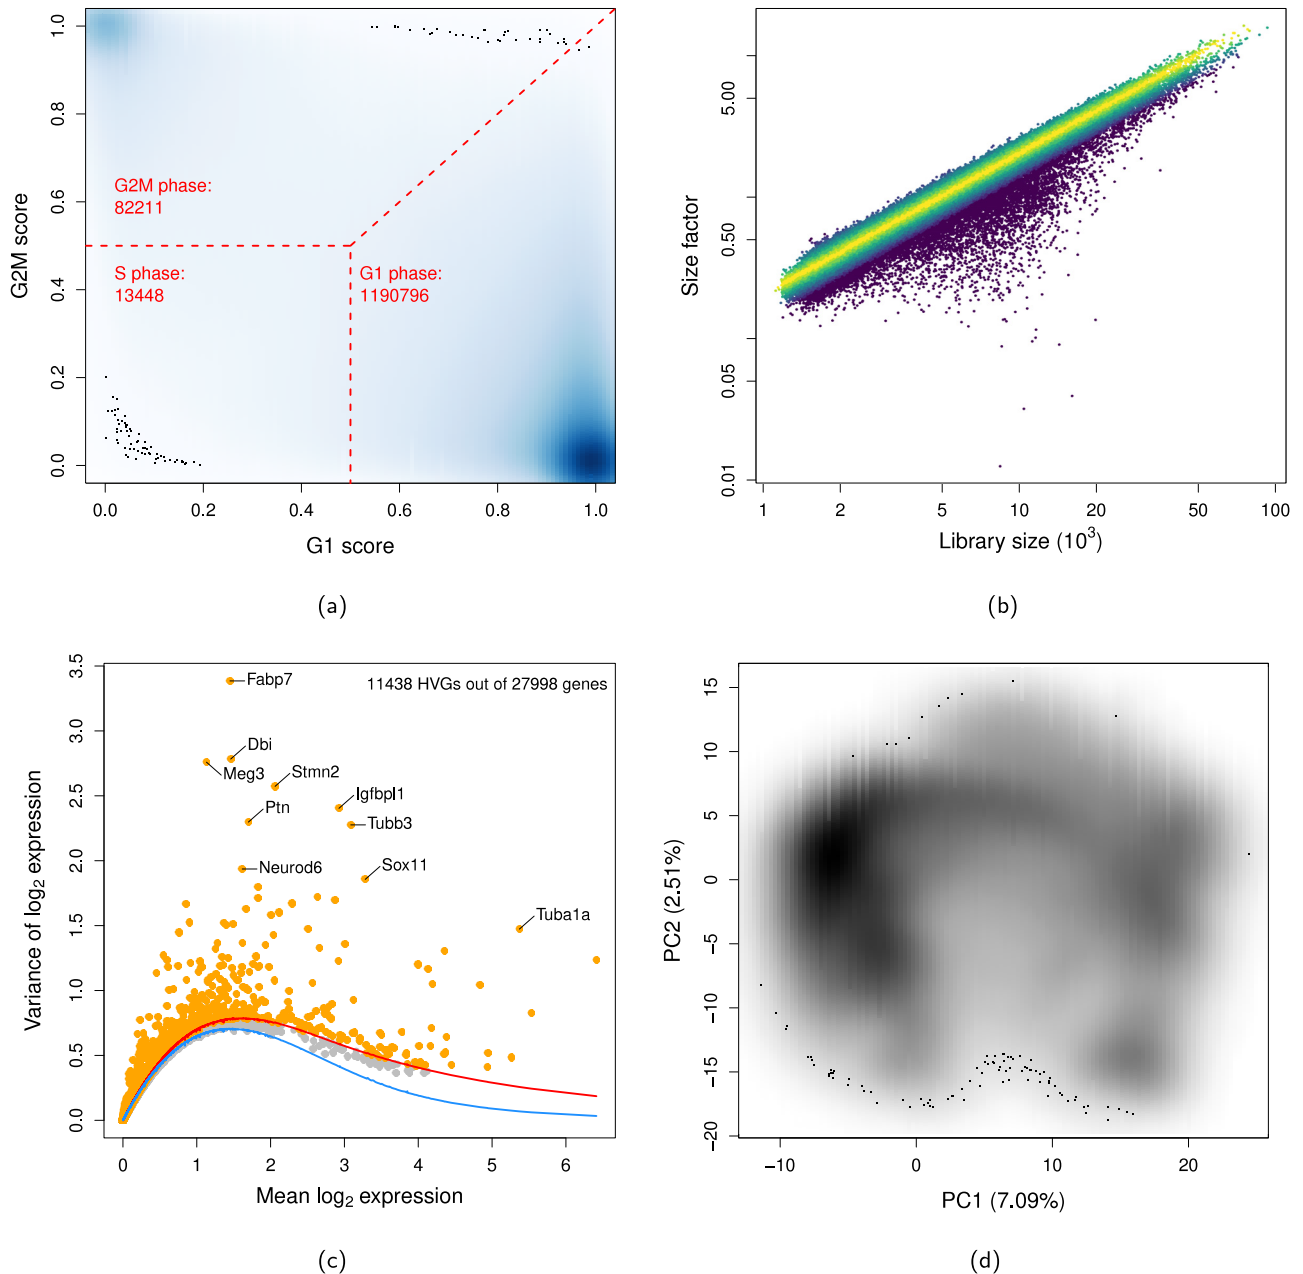 G2M score
1.0
0.8
0.6
0.4
0.2
0.0
G2M phase:
82211
S phase:
13448
G1 phase:
1190796
0.0 0.2 0.4 0.6 0.8 1.0
G1 score
(a)
Size factor
5.00
0.50
0.05
0.01
1 2 5 10 20 50 100
Library size (10³)
(b)
Variance of log₂ expression
3.5
3.0
2.5
2.0
1.5
1.0
0.5
0.0
11438 HVGs out of 27998 genes
Fabp7
Dbi
Meg3
Stmn2
Igfbpl1
Ptn
Tubb3
Neurod6
Sox11
Tuba1a
0 1 2 3 4 5 6
Mean log₂ expression
(c)
PC2 (2.51%)
15
10
5
0
−5
−10
−15
−20
−10 0 10 20
PC1 (7.09%)
(d)